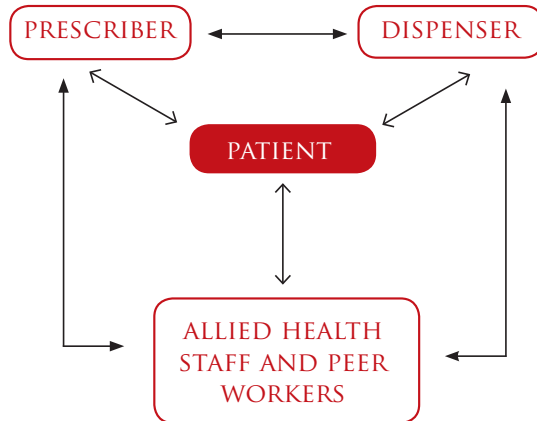 PRESCRIBER
DISPENSER
PATIENT
ALLIED HEALTH
STAFF AND PEER
WORKERS